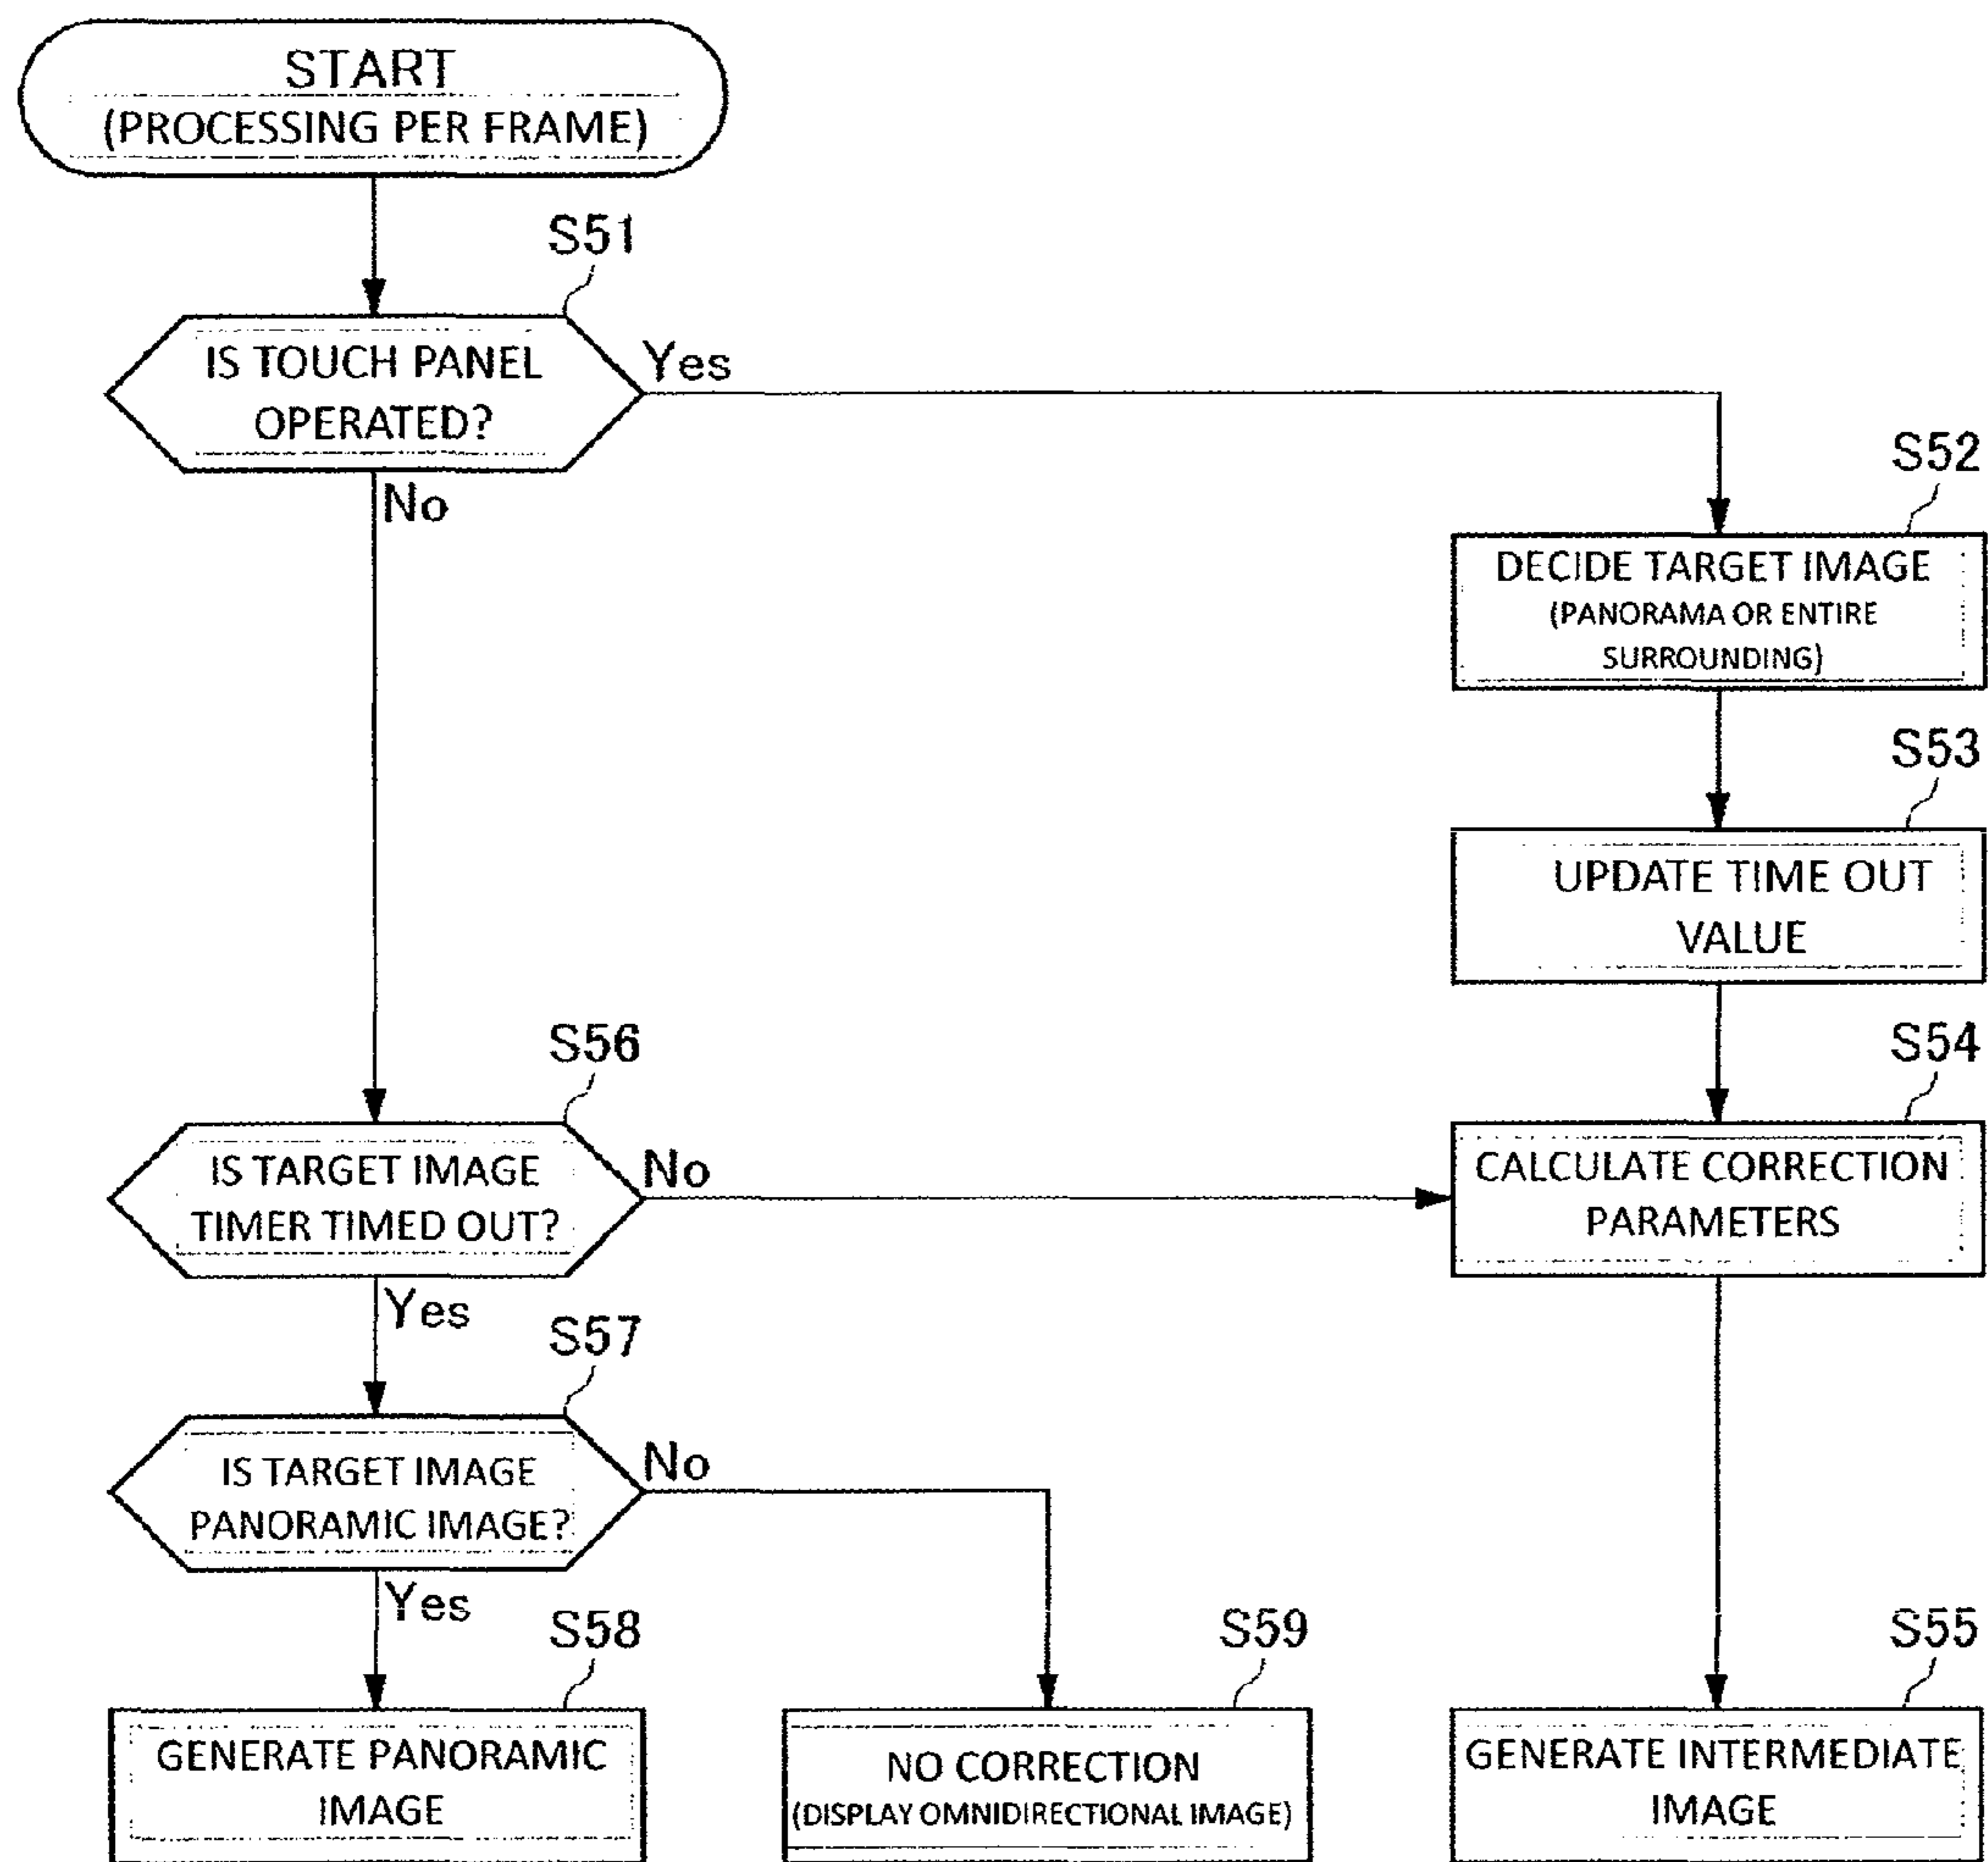 START
(PROCESSING PER FRAME)
S51
IS TOUCH PANEL
OPERATED?
Yes
No
S52
DECIDE TARGET IMAGE
(PANORAMA OR ENTIRE
SURROUNDING)
S53
UPDATE TIME OUT
VALUE
S56
IS TARGET IMAGE
TIMER TIMED OUT?
No
Yes
S54
CALCULATE CORRECTION
PARAMETERS
S57
IS TARGET IMAGE
PANORAMIC IMAGE?
No
Yes
S58
GENERATE PANORAMIC
IMAGE
S59
NO CORRECTION
(DISPLAY OMNIDIRECTIONAL IMAGE)
S55
GENERATE INTERMEDIATE
IMAGE